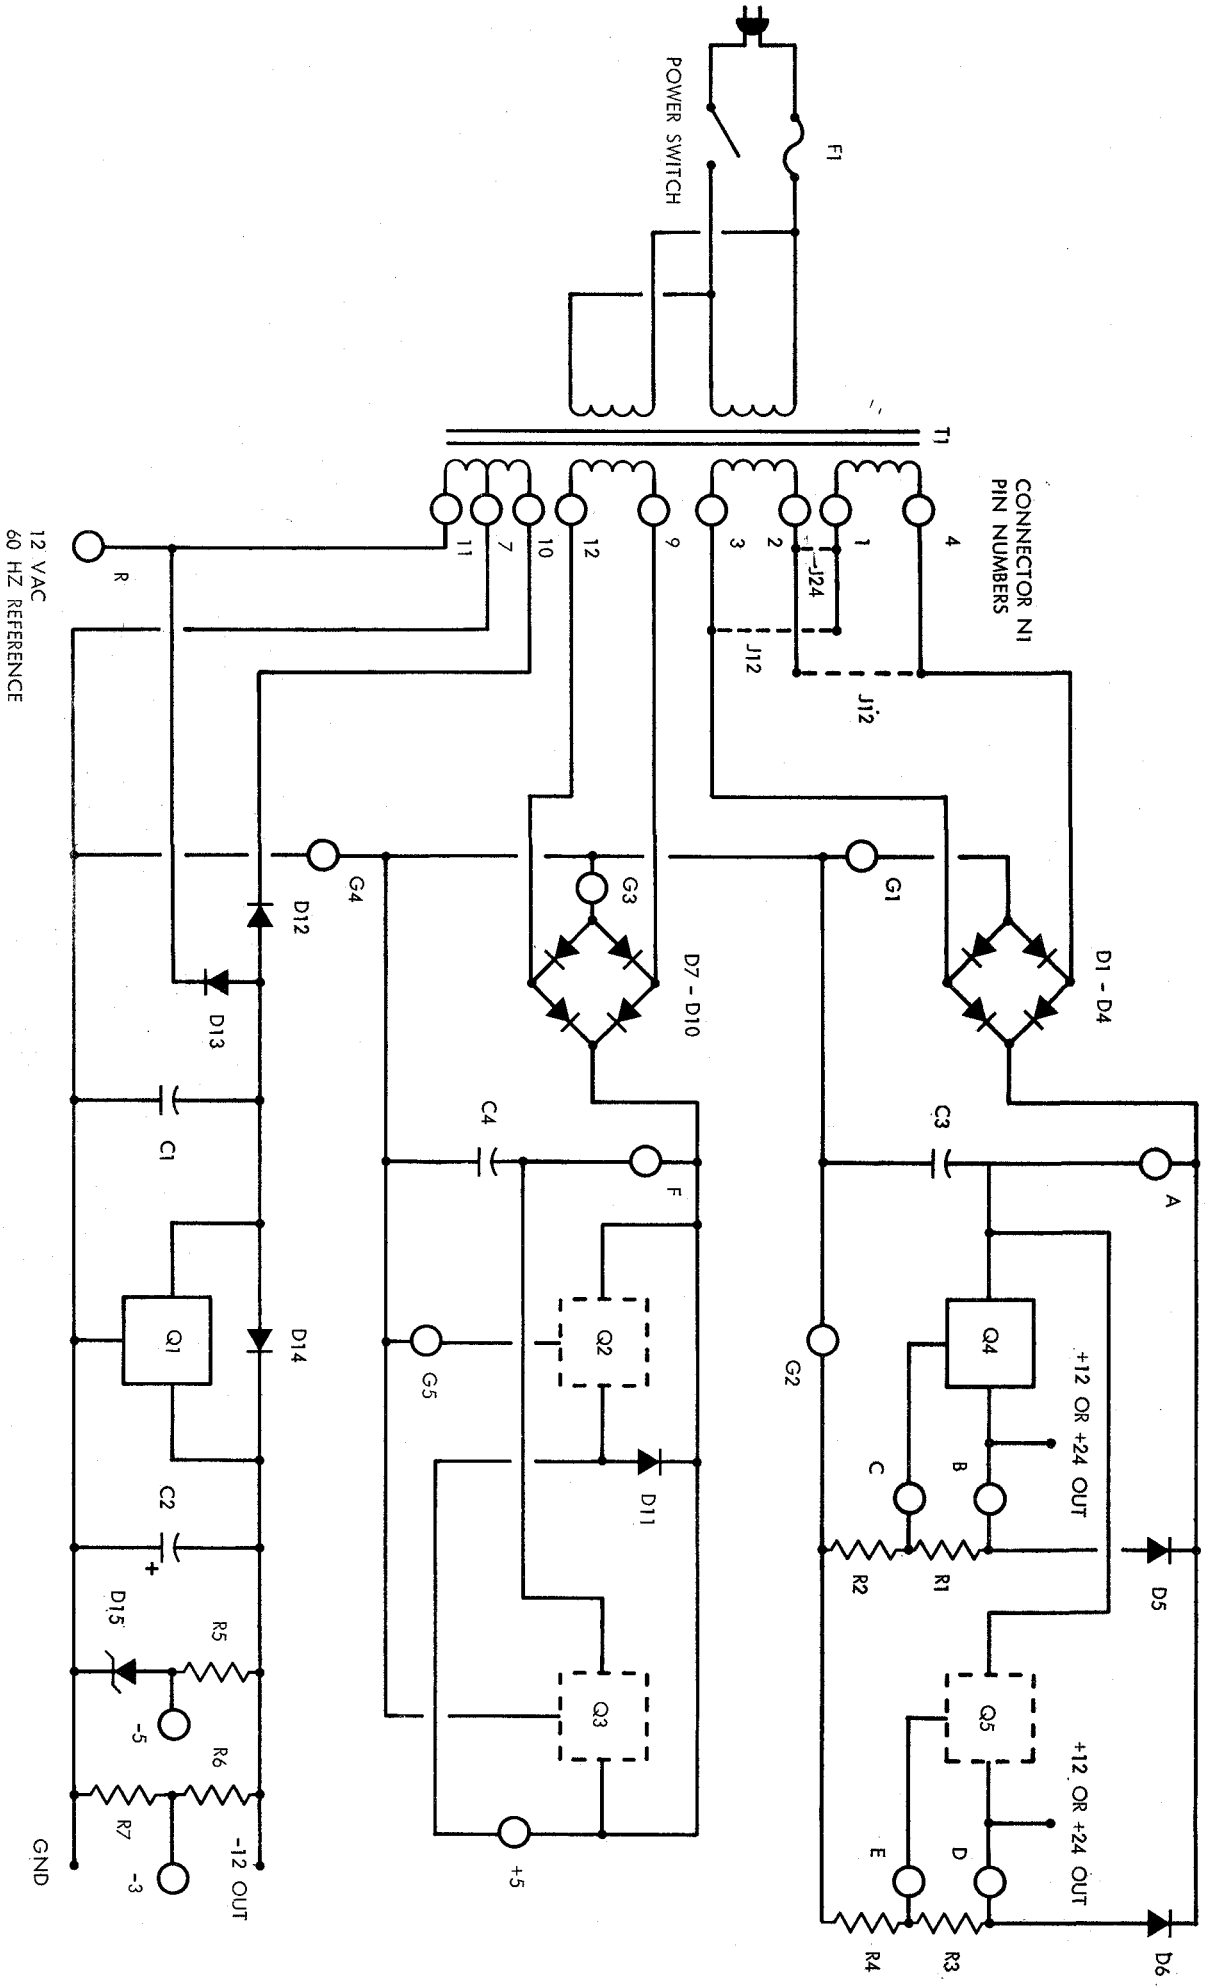 POWER SWITCH
F1
T1
CONNECTOR N1
PIN NUMBERS
4
1
2
3
9
12
10
7
11
J24
J12
J12
R
12 VAC
60 HZ REFERENCE
D1 - D4
G1
A
C3
Q4
+12 OR +24 OUT
G2
B
C
R1
R2
D5
Q5
+12 OR +24 OUT
D
E
R3
R4
D6
D7 - D10
G3
G4
C4
F
Q2
G5
D11
Q3
+5
D12
D13
C1
D14
Q1
C2
+
D15
R5
-5
R6
R7
-3
-12 OUT
GND